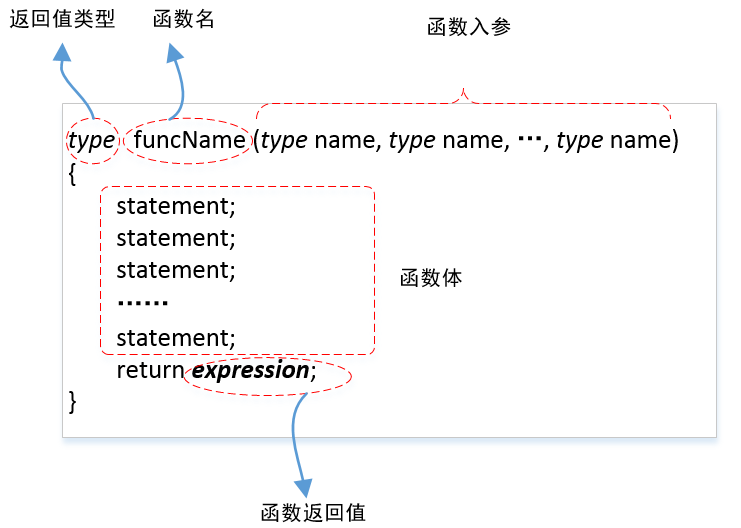 返回值类型
函数名
函数入参
type funcName (type name, type name, ···, type name)
{
statement;
statement;
statement;
······
statement;
函数体
return expression;
}
函数返回值